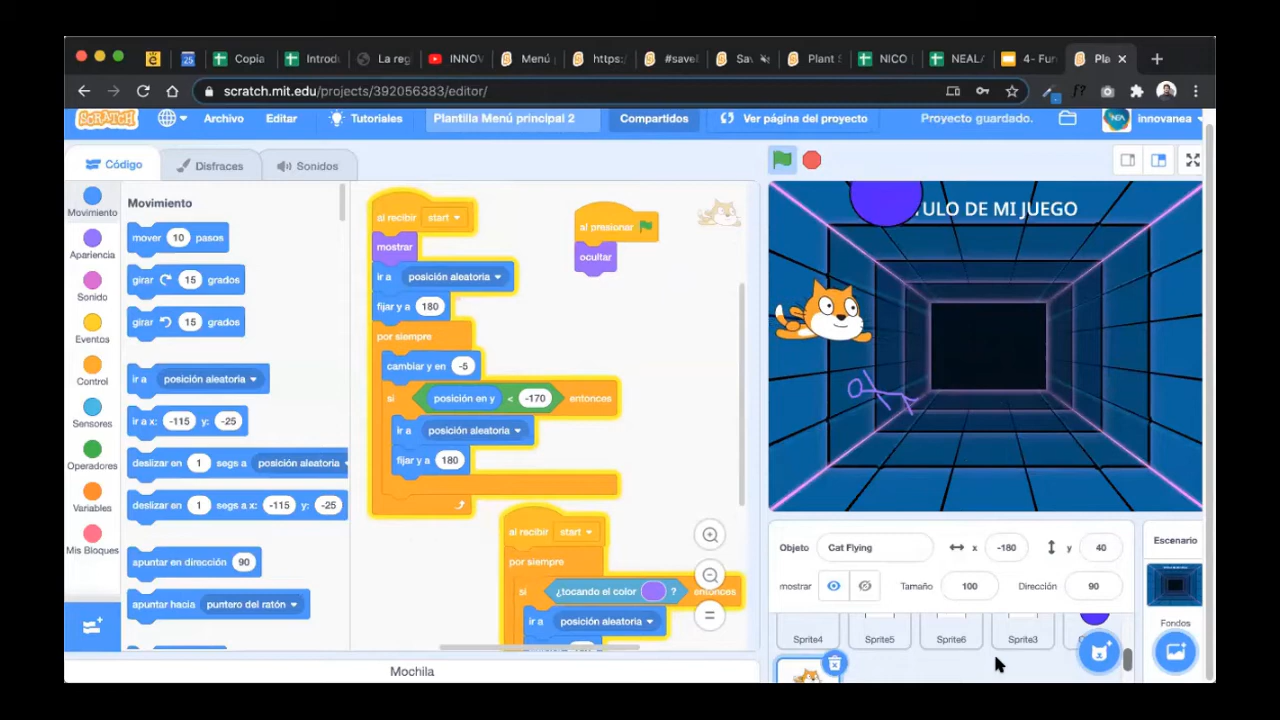 Copia
Introdu
La reg
INNOV
Menú
https:/
#savel
Sav
Plant S
NICO
NEAL/
4- Fun
Pla
scratch.mit.edu/projects/392056383/editor/
SCRATCH
Archivo
Editar
Tutoriales
Plantilla Menú principal 2
Compartidos
Ver página del proyecto
Proyecto guardado.
innovanea
Código
Disfraces
Sonidos
Movimiento
Apariencia
Sonido
Eventos
Control
Sensores
Operadores
Variables
Mis Bloques
Movimiento
mover 10 pasos
girar 15 grados
girar 15 grados
ir a posición aleatoria
ir a x: -115 y: -25
deslizar en 1 segs a posición aleatoria
deslizar en 1 segs a x: -115 y: -25
apuntar en dirección 90
apuntar hacia puntero del ratón
al recibir start
mostrar
ir a posición aleatoria
fijar y a 180
por siempre
cambiar y en -5
si posición en y < -170 entonces
ir a posición aleatoria
fijar y a 180
al presionar
ocultar
al recibir start
por siempre
si ¿tocando el color ? entonces
ir a posición aleatoria
Mochila
TULO DE MI JUEGO
Objeto Cat Flying x -180 y 40
mostrar Tamaño 100 Dirección 90
Sprite4
Sprite5
Sprite6
Sprite3
Escenario
Fondos